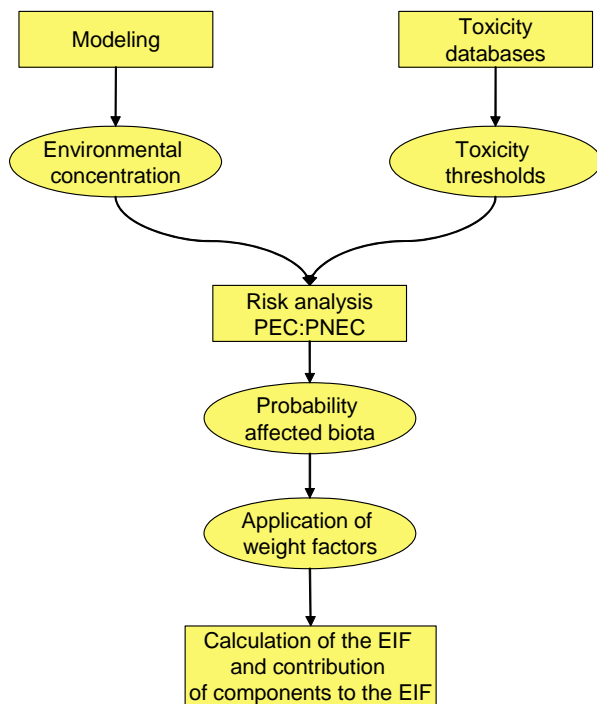 Modeling
Toxicity
databases
Environmental
concentration
Toxicity
thresholds
Risk analysis
PEC:PNEC
Probability
affected biota
Application of
weight factors
Calculation of the EIF
and contribution
of components to the EIF